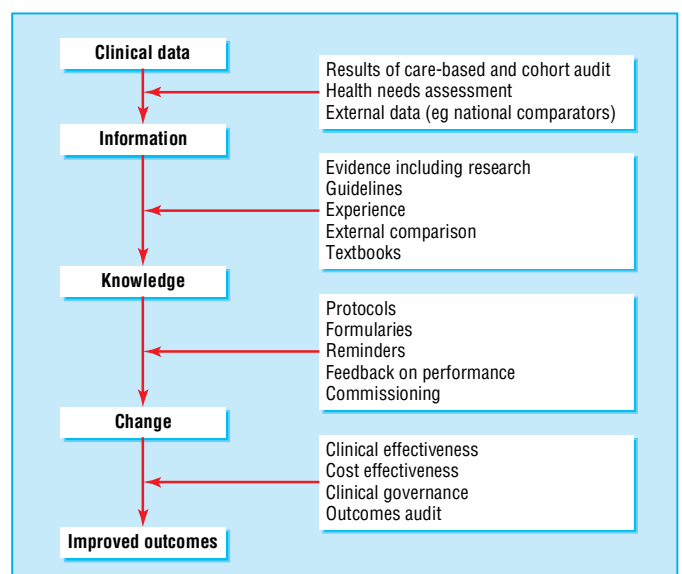 Clinical data
Results of care-based and cohort audit
Health needs assessment
External data (eg national comparators)
Information
Evidence including research
Guidelines
Experience
External comparison
Textbooks
Knowledge
Protocols
Formularies
Reminders
Feedback on performance
Commissioning
Change
Clinical effectiveness
Cost effectiveness
Clinical governance
Outcomes audit
Improved outcomes